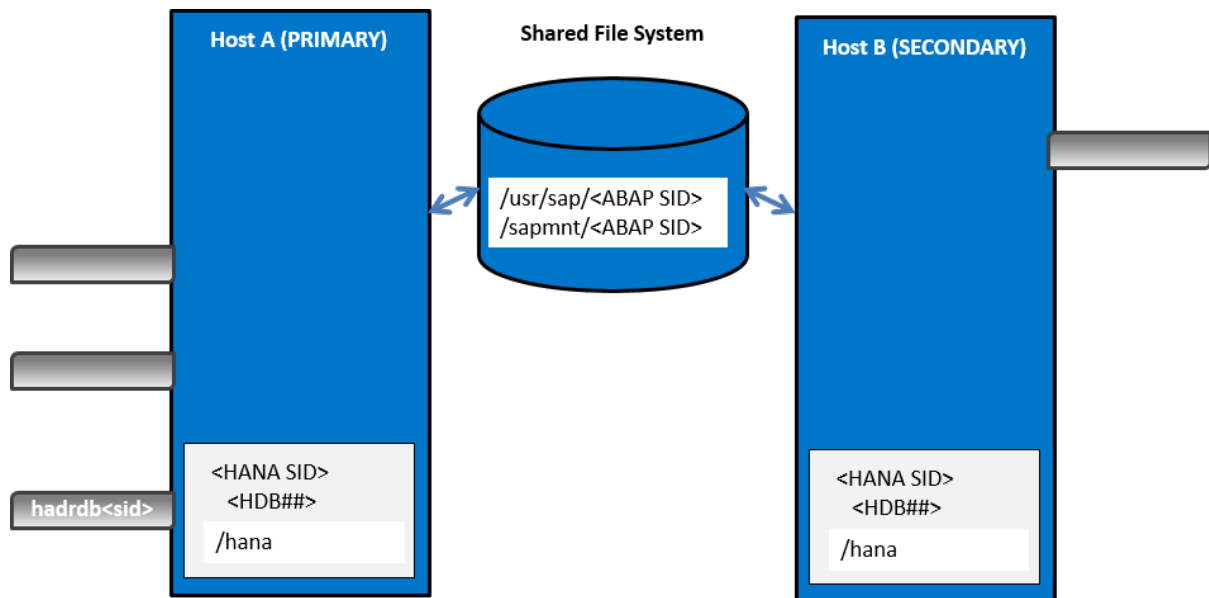 Host A (PRIMARY)
Shared File System
Host B (SECONDARY)
/usr/sap/<ABAP SID>
/sapmnt/<ABAP SID>
hadrdb<sid>
<HANA SID>
<HDB##>
/hana
<HANA SID>
<HDB##>
/hana